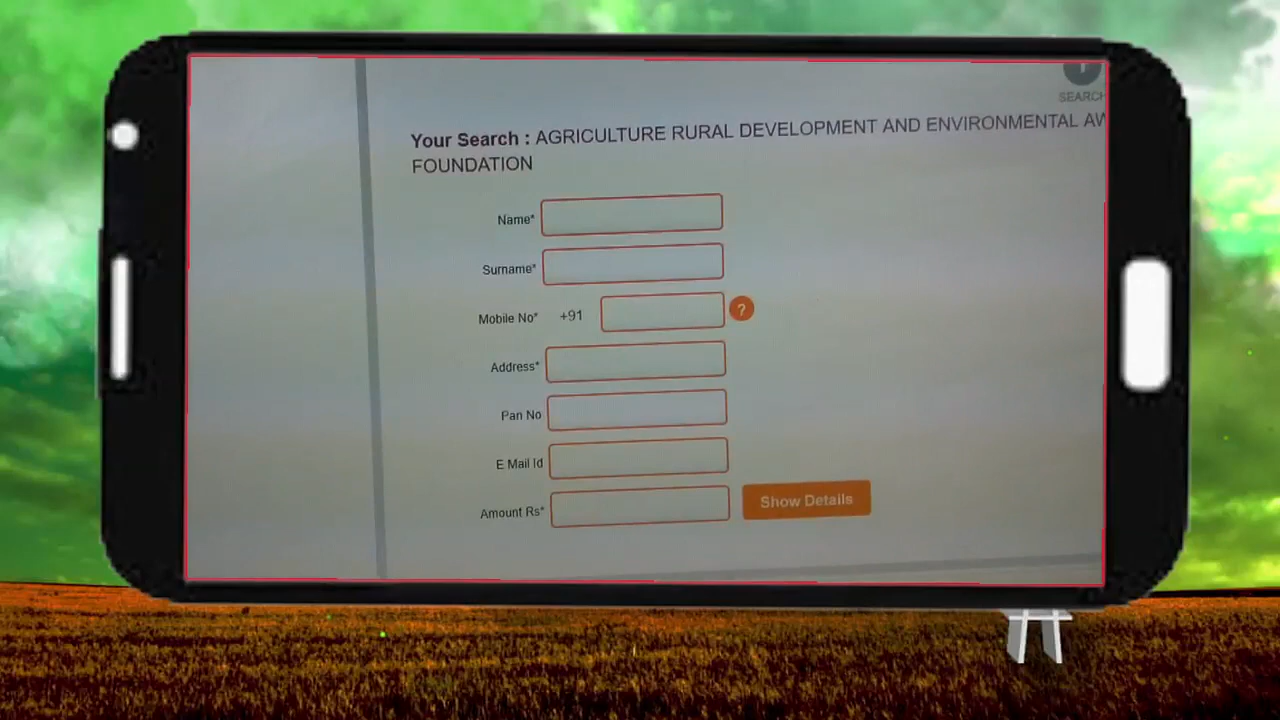 SEARCH
Your Search : AGRICULTURE RURAL DEVELOPMENT AND ENVIRONMENTAL
FOUNDATION
Name*
Surname*
Mobile No* +91 ?
Address*
Pan No
E Mail Id
Amount Rs* Show Details